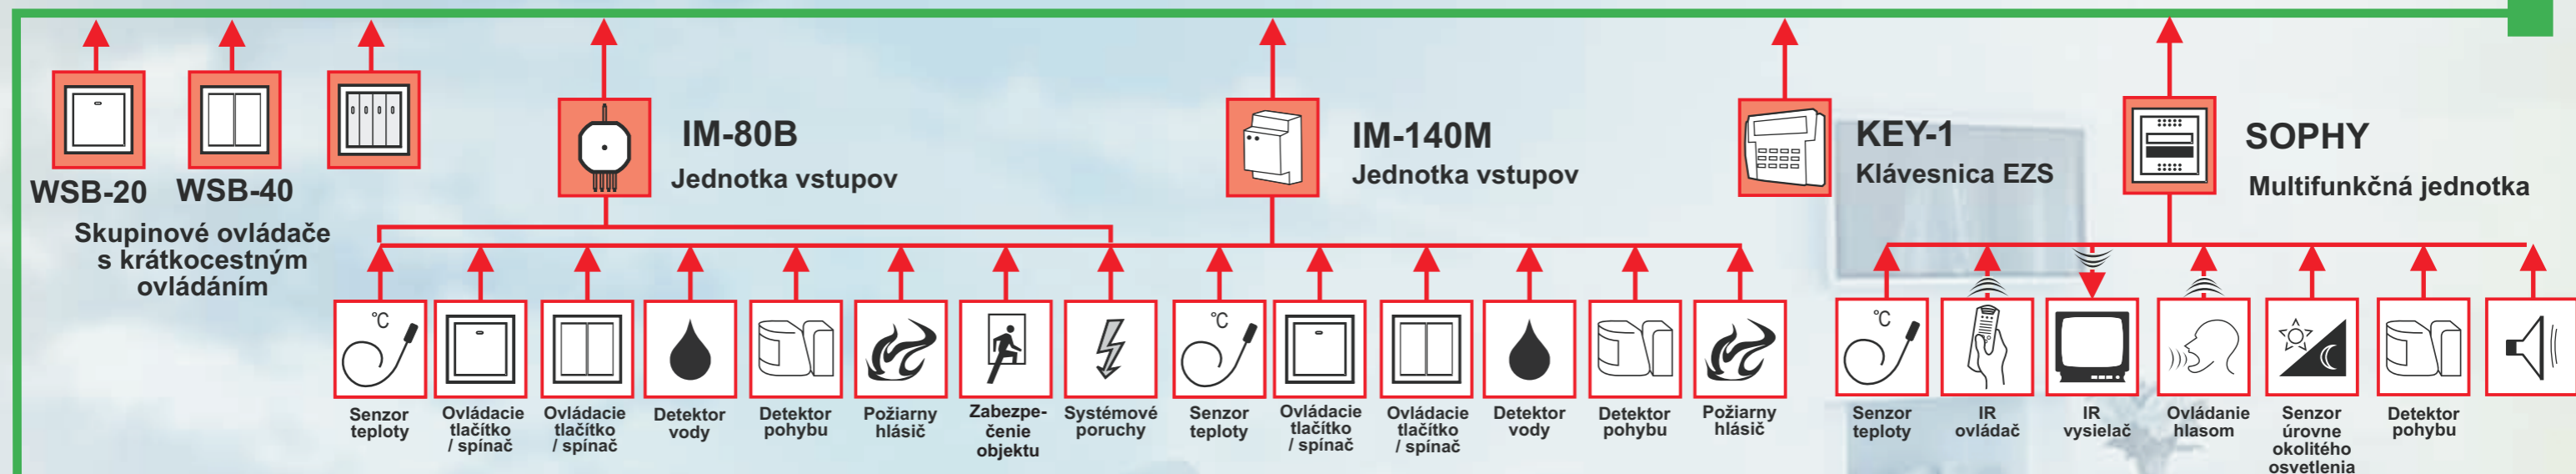 WSB-20
WSB-40
Skupinové ovládače
s krátkocestným
ovládáním
IM-80B
Jednotka vstupov
IM-140M
Jednotka vstupov
KEY-1
Klávesnica EZS
SOPHY
Multifunkčná jednotka
°C
Senzor
teploty
Ovládacie
tlačítko
/ spínač
Ovládacie
tlačítko
/ spínač
Detektor
vody
Detektor
pohybu
Požiarny
hlásič
Zabezpe-
čenie
objektu
Systémové
poruchy
°C
Senzor
teploty
Ovládacie
tlačítko
/ spínač
Ovládacie
tlačítko
/ spínač
Detektor
vody
Detektor
pohybu
Požiarny
hlásič
°C
Senzor
teploty
IR
ovládač
IR
vysielač
Ovládanie
hlasom
Senzor
úrovne
okolitého
osvetlenia
Detektor
pohybu